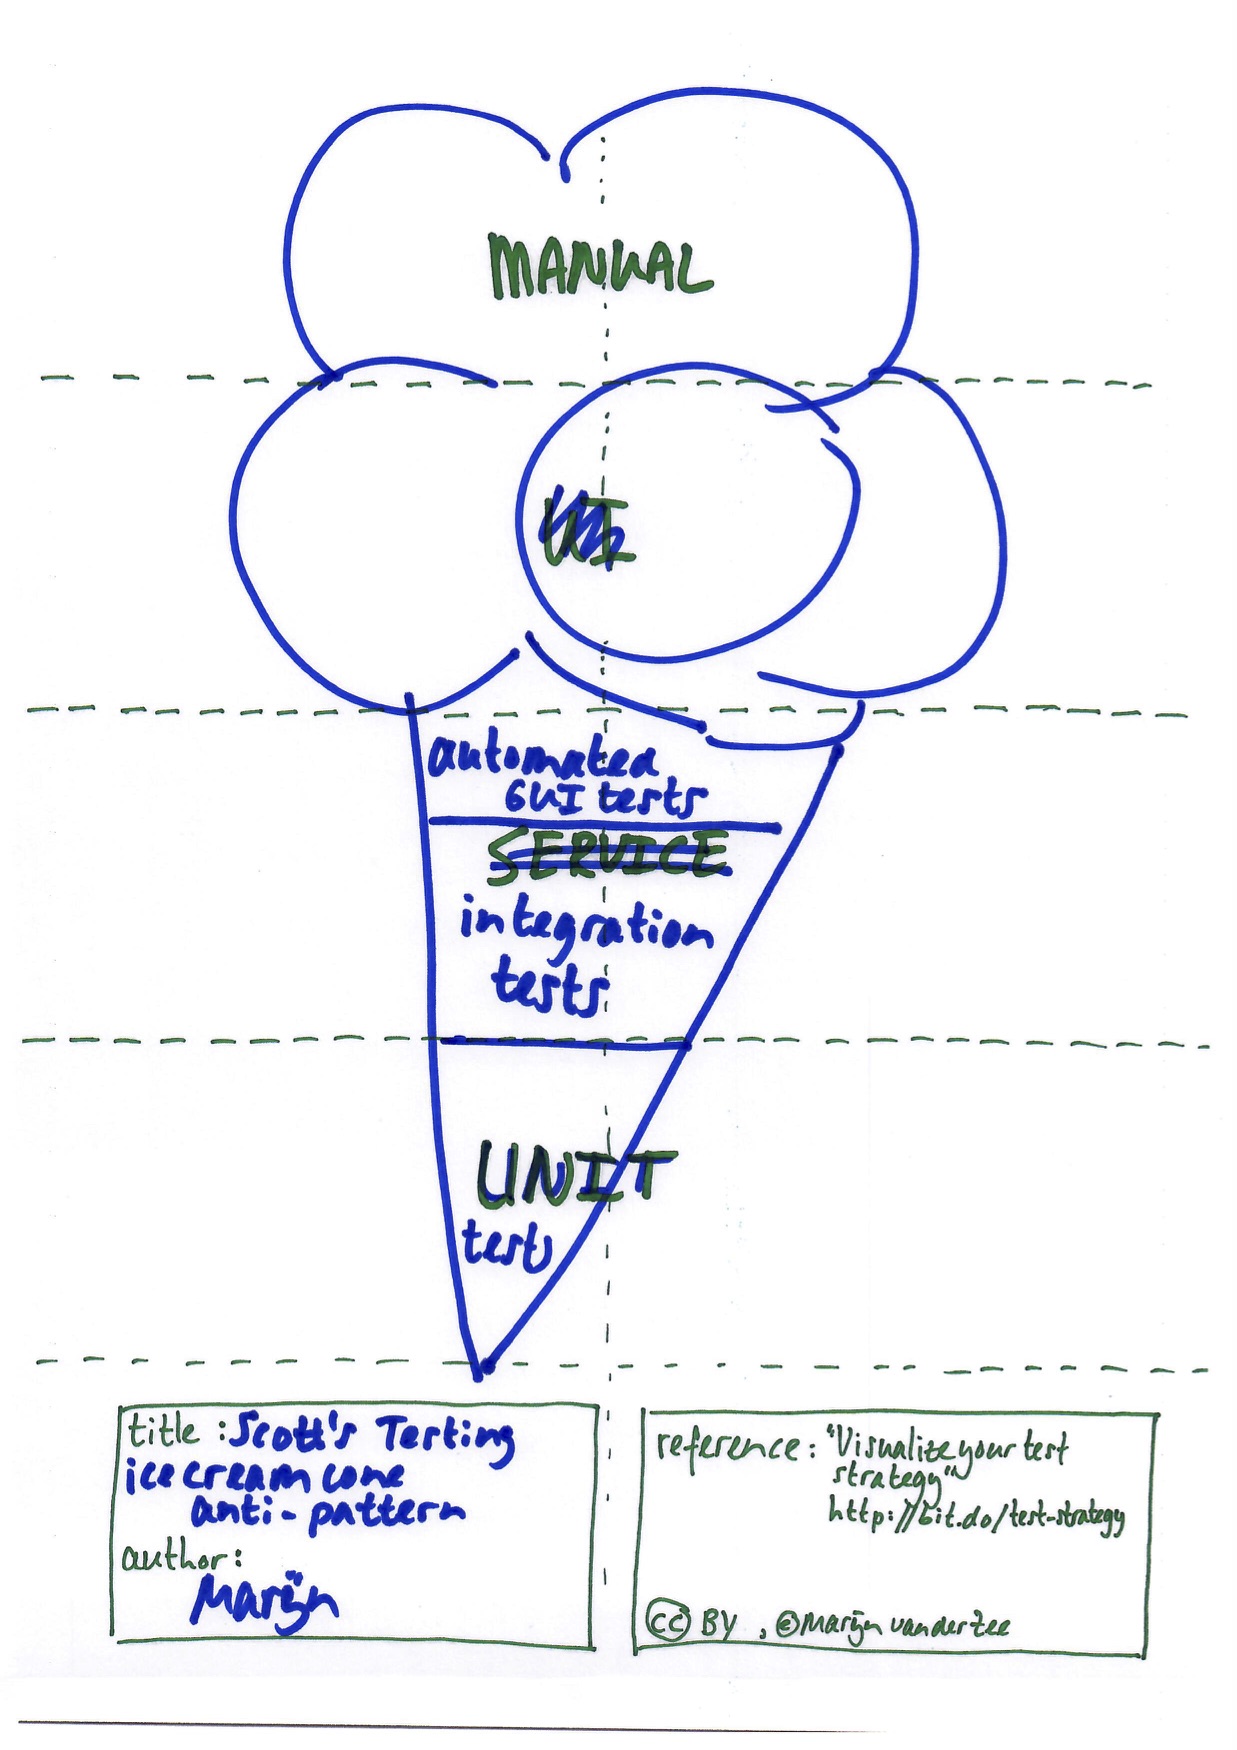 MANUAL
UI
automated
GUI tests
SERVICE
integration
tests
UNIT
tests
title : Scott's Testing
ice cream cone
anti-pattern
author:
Marijn
reference: "Visualize your test
strategy"
http://bit.do/test-strategy
cc BY , © Marijn van der Zee